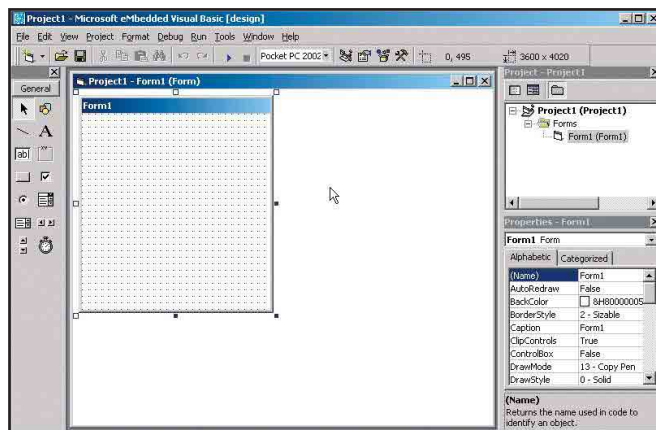 Project1 - Microsoft eMbedded Visual Basic [design]
File Edit View Project Format Debug Run Tools Window Help
Pocket PC 2002 0, 495 3600 x 4020
General
A
ab
Project1 - Form1 (Form)
Form1
Project - Project1
Project1 (Project1)
Forms
Form1 (Form1)
Properties - Form1
Form1 Form
Alphabetic Categorized
(Name) Form1
AutoRedraw False
BackColor &H80000005
BorderStyle 2 - Sizable
Caption Form1
ClipControls True
ControlBox False
DrawMode 13 - Copy Pen
DrawStyle 0 - Solid
(Name)
Returns the name used in code to
identify an object.